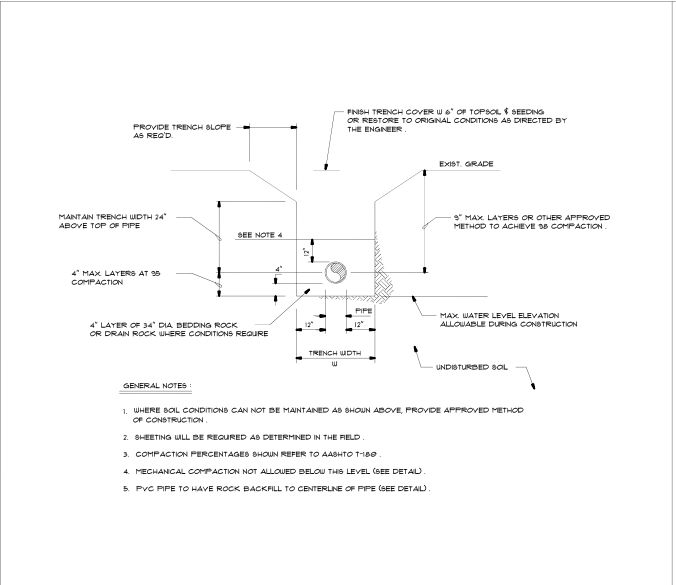 FINISH TRENCH COVER W 6" OF TOPSOIL & SEEDING
OR RESTORE TO ORIGINAL CONDITIONS AS DIRECTED BY
THE ENGINEER .
PROVIDE TRENCH SLOPE
AS REQ'D.
EXIST. GRADE
MAINTAIN TRENCH WIDTH 24"
ABOVE TOP OF PIPE
9" MAX. LAYERS OR OTHER APPROVED
METHOD TO ACHIEVE 98 COMPACTION .
SEE NOTE 4
12"
4"
4" MAX. LAYERS AT 95
COMPACTION
PIPE
12"
12"
MAX. WATER LEVEL ELEVATION
ALLOWABLE DURING CONSTRUCTION
4" LAYER OF 34" DIA. BEDDING ROCK
OR DRAIN ROCK WHERE CONDITIONS REQUIRE
TRENCH WIDTH
W
UNDISTURBED SOIL
GENERAL NOTES :
1. WHERE SOIL CONDITIONS CAN NOT BE MAINTAINED AS SHOWN ABOVE, PROVIDE APPROVED METHOD
OF CONSTRUCTION .
2. SHEETING WILL BE REQUIRED AS DETERMINED IN THE FIELD .
3. COMPACTION PERCENTAGES SHOWN REFER TO AASHTO T-180 .
4. MECHANICAL COMPACTION NOT ALLOWED BELOW THIS LEVEL (SEE DETAIL) .
5. PVC PIPE TO HAVE ROCK BACKFILL TO CENTERLINE OF PIPE (SEE DETAIL) .